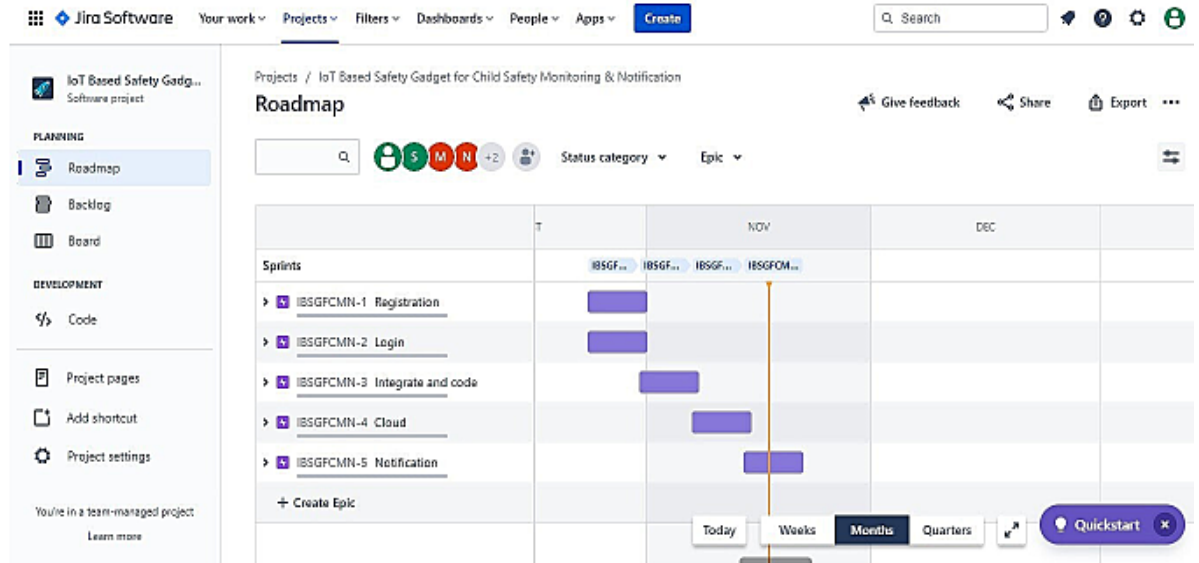 Jira Software Your work Projects Filters Dashboards People Apps Create Search
IoT Based Safety Gadg...
Software project
PLANNING
Roadmap
Backlog
Board
DEVELOPMENT
Code
Project pages
Add shortcut
Project settings
You're in a team-managed project
Learn more
Projects / IoT Based Safety Gadget for Child Safety Monitoring & Notification
Roadmap
Give feedback Share Export
S M N +2 Status category Epic
T NOV DEC
Sprints IBSGF... IBSGF... IBSGF... IBSGFCM...
IBSGFCMN-1 Registration
IBSGFCMN-2 Login
IBSGFCMN-3 Integrate and code
IBSGFCMN-4 Cloud
IBSGFCMN-5 Notification
+ Create Epic
Today Weeks Months Quarters
Quickstart